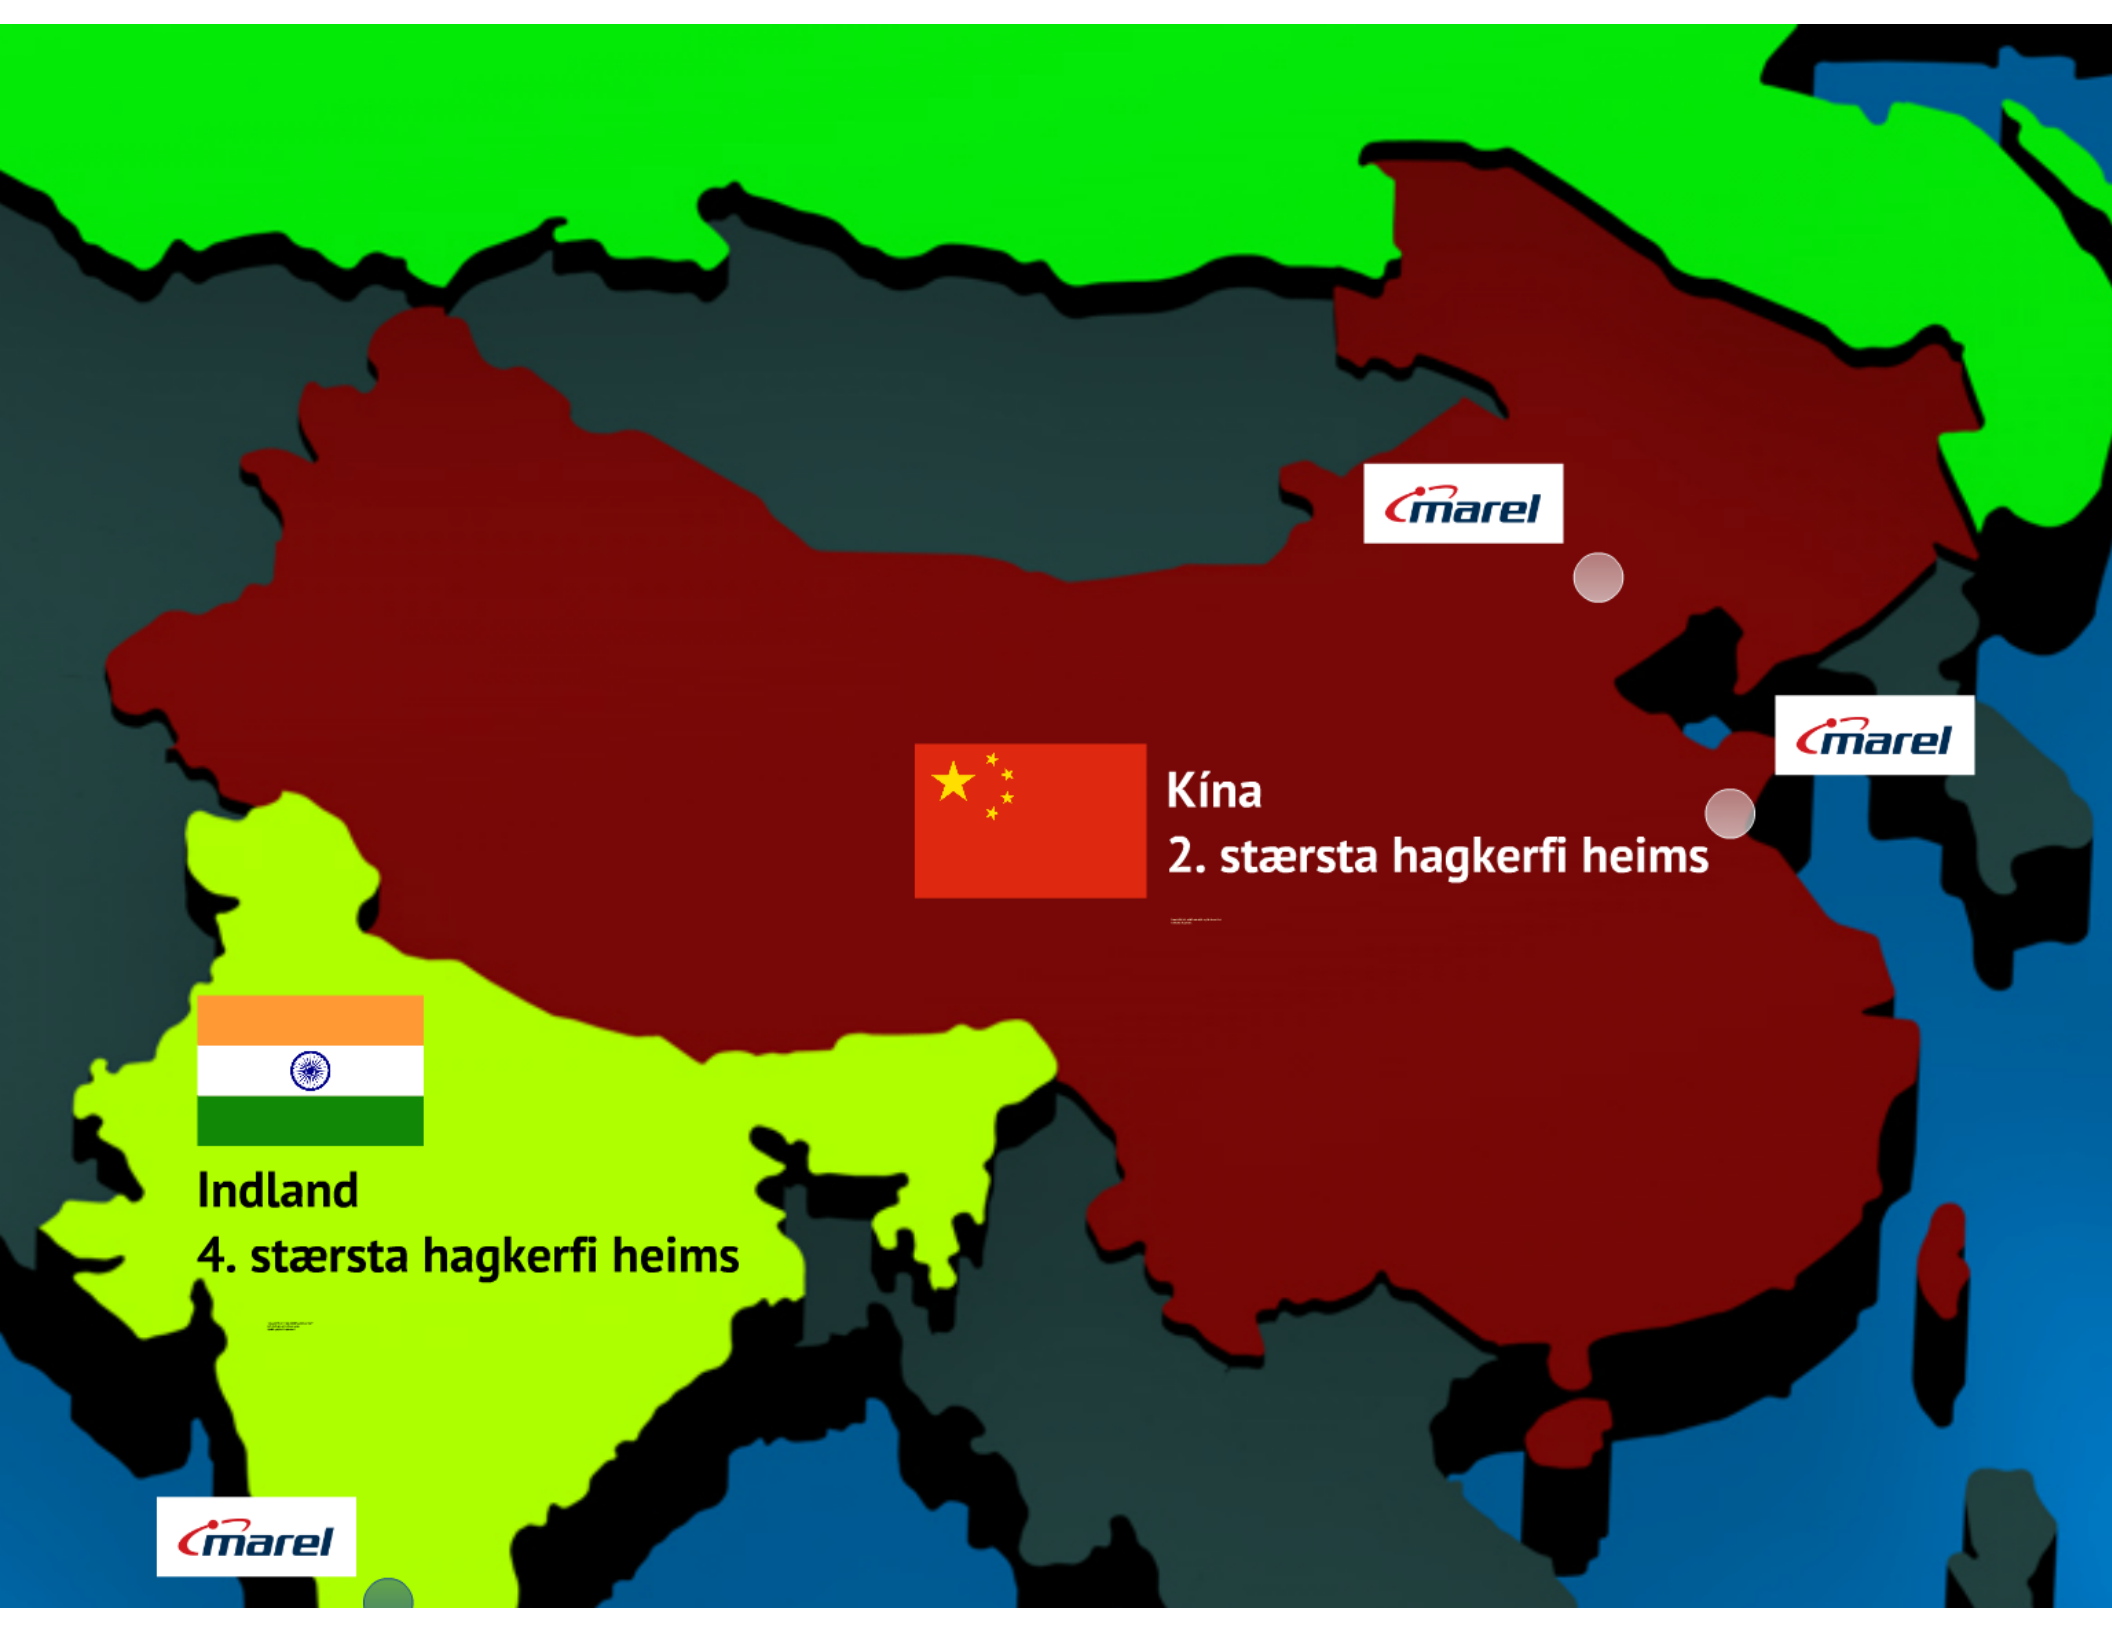 marel
marel
Kína
2. stærsta hagkerfi heims
Indland
4. stærsta hagkerfi heims
marel